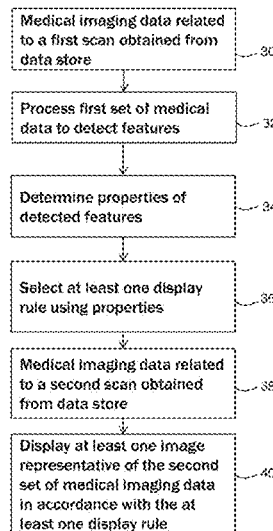 Medical imaging data related
to a first scan obtained from
data store
30
Process first set of medical
data to detect features
32
Determine properties of
detected features
34
Select at least one display
rule using properties
36
Medical imaging data related
to a second scan obtained
from data store
38
Display at least one image
representative of the second
set of medical imaging data
in accordance with the at
least one display rule
40